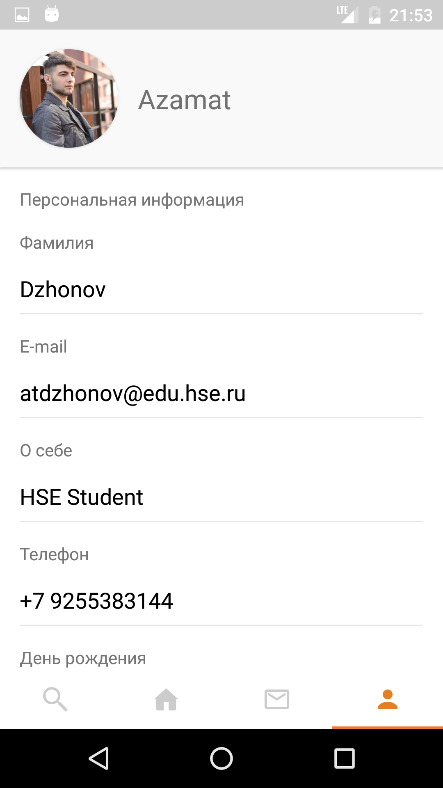 LTE 21:53
Azamat
Персональная информация
Фамилия
Dzhonov
E-mail
atdzhonov@edu.hse.ru
О себе
HSE Student
Телефон
+7 9255383144
День рождения